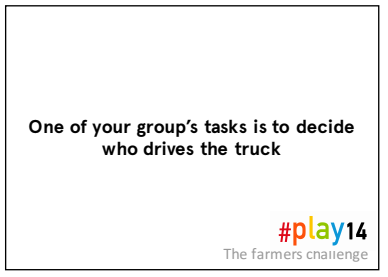 One of your group's tasks is to decide
who drives the truck
#play14
The farmers challenge